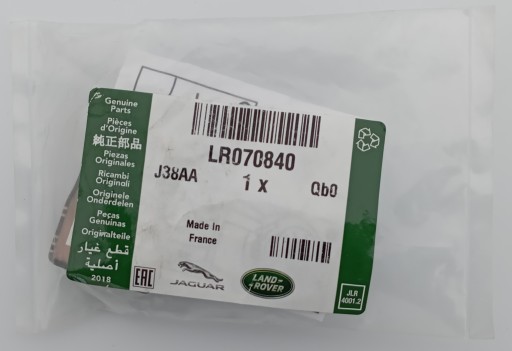 Genuine
Parts
Pièces
d'Origine
純正部品
Piezas
Originales
Ricambi
Originali
Originele
Onderdelen
Peças
Genuinas
Originalteile
قطع غيار
أصلية
2018
LR070840
J38AA
1 X
Qb0
Made in
France
EAC
JAGUAR
LAND-
ROVER
JLR
4001.2